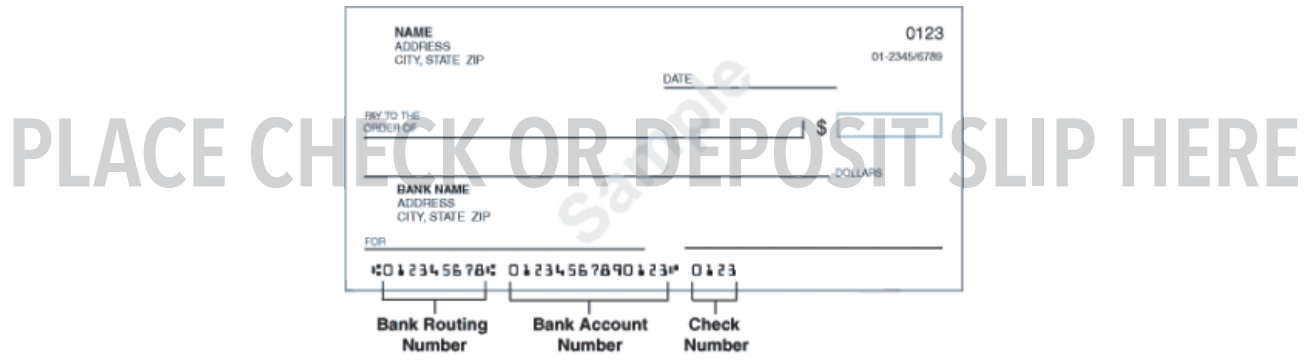 NAME
ADDRESS
CITY, STATE ZIP
0123
01-2345/6789
DATE
Sample
PAY TO THE
ORDER OF
$
PLACE CHECK OR DEPOSIT SLIP HERE
DOLLARS
BANK NAME
ADDRESS
CITY, STATE ZIP
FOR
⑆012345678⑆ 01234567890123⑈ 0123
Bank Routing Number
Bank Account Number
Check Number